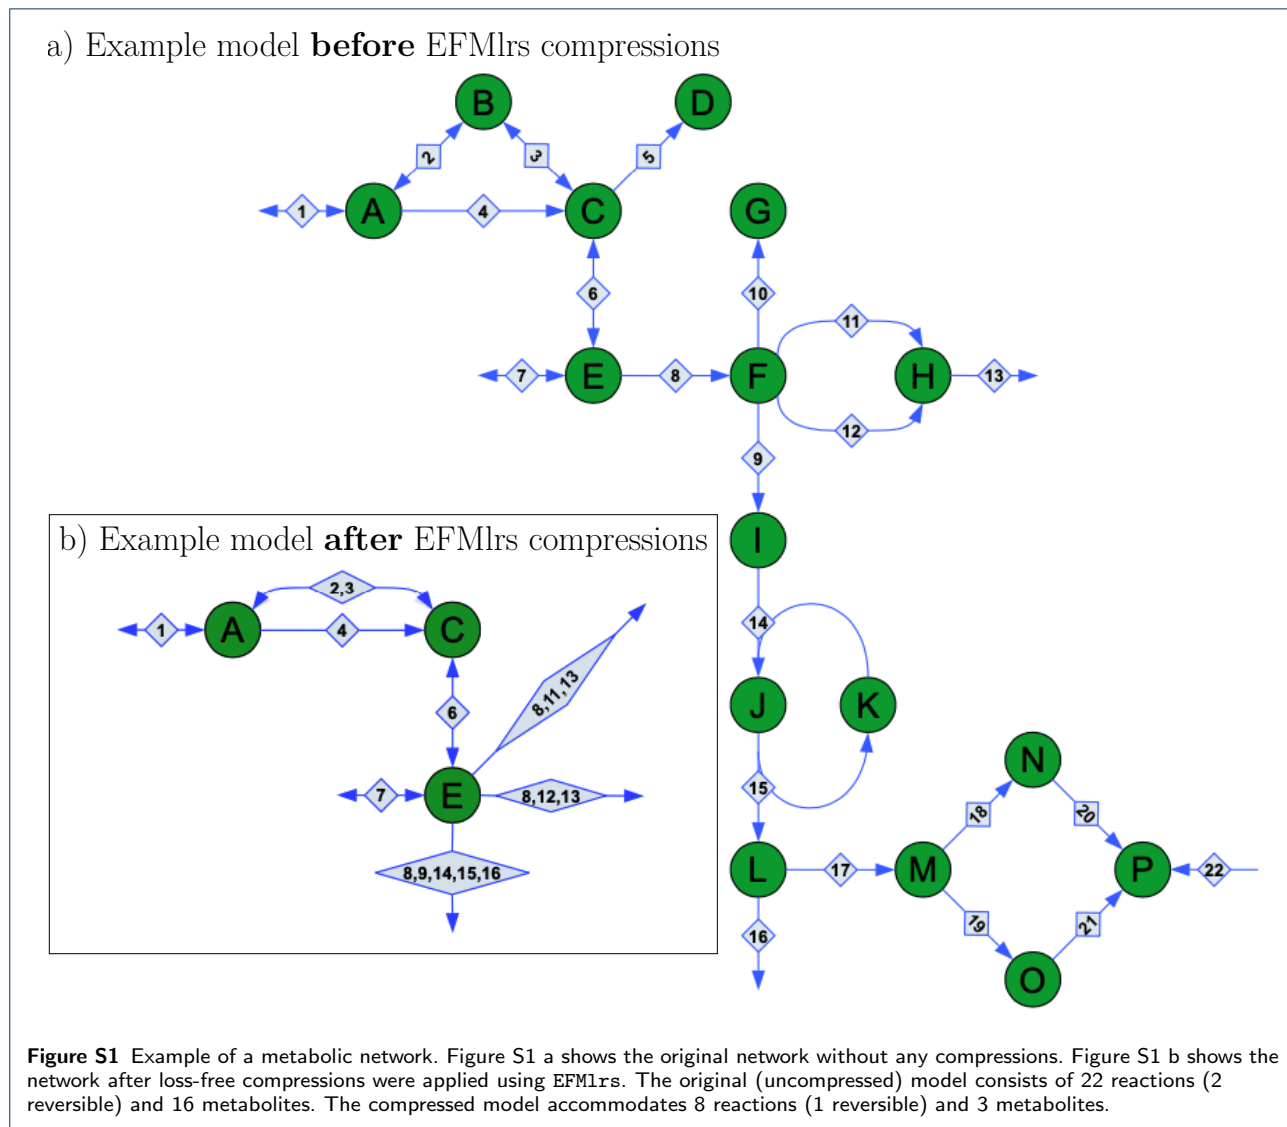 a) Example model before EFMlrs compressions
B
D
2
3
5
1
A
4
C
G
6
10
11
7
E
8
F
H
13
12
9
b) Example model after EFMlrs compressions
I
2,3
1
A
4
C
14
8,11,13
6
J
K
N
7
E
8,12,13
15
18
20
8,9,14,15,16
L
17
M
P
22
16
19
21
O
Figure S1 Example of a metabolic network. Figure S1 a shows the original network without any compressions. Figure S1 b shows the
network after loss-free compressions were applied using EFMlrs. The original (uncompressed) model consists of 22 reactions (2
reversible) and 16 metabolites. The compressed model accommodates 8 reactions (1 reversible) and 3 metabolites.